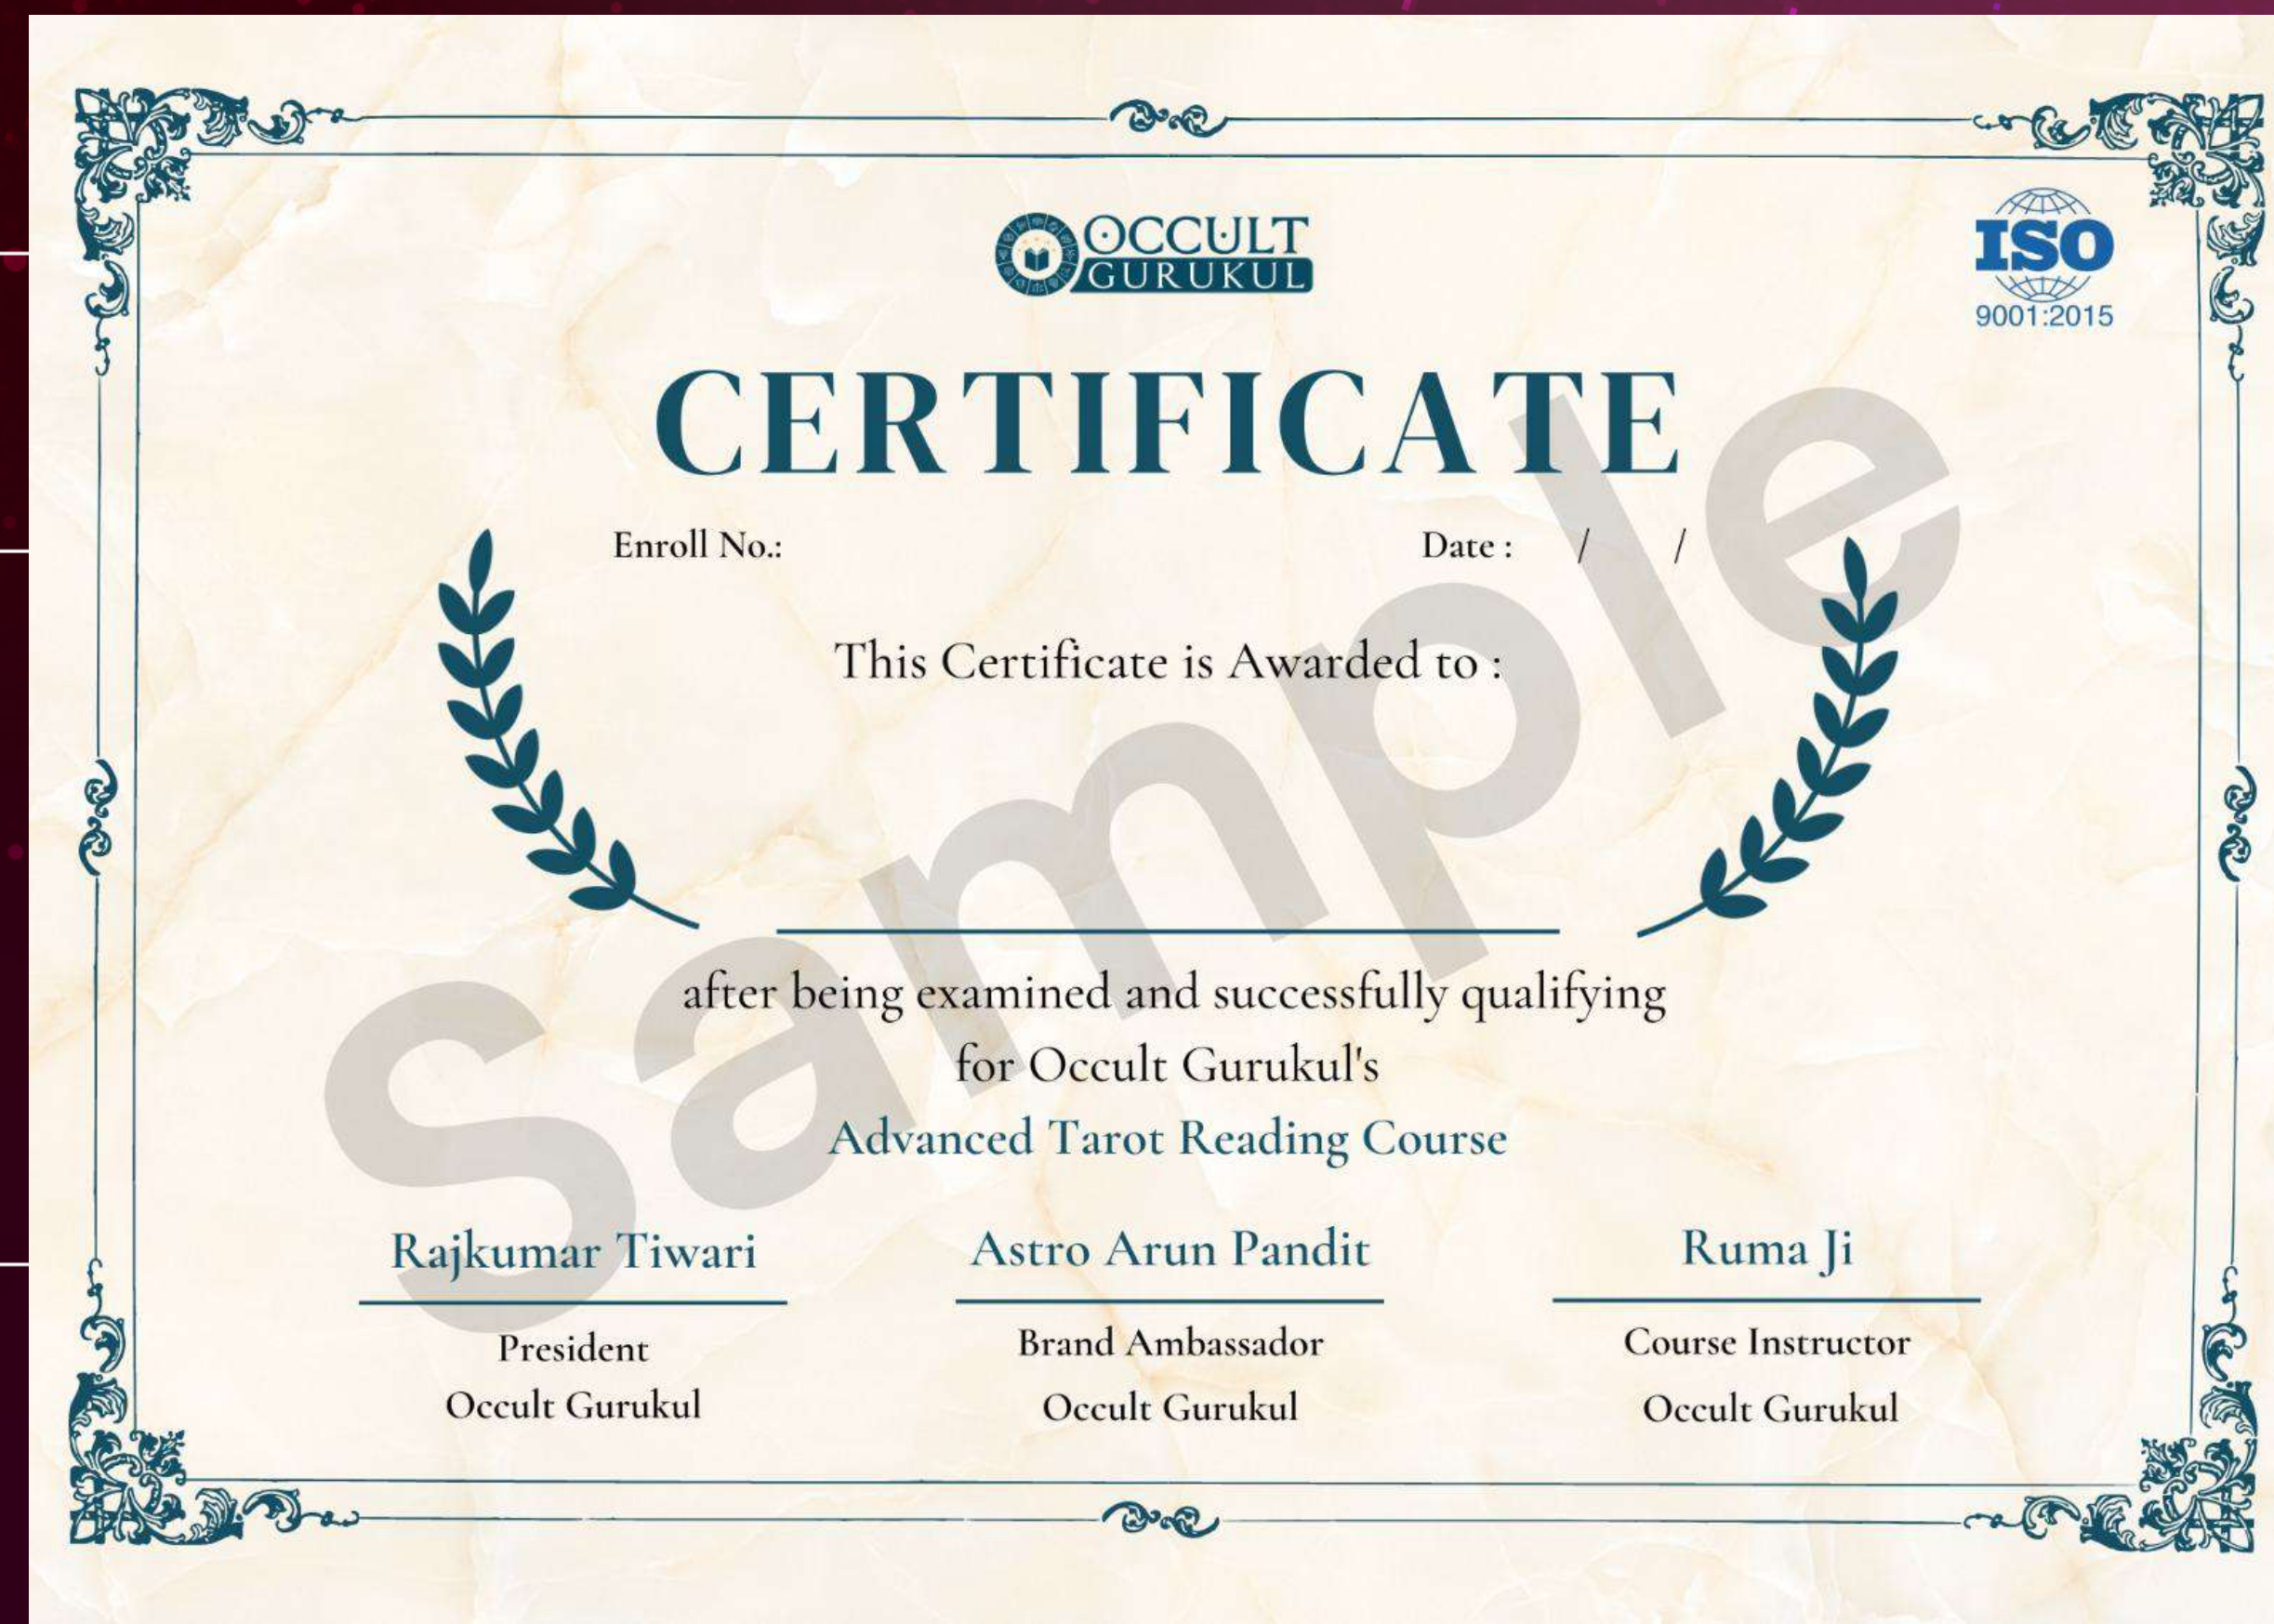 OCCULT
GURUKUL
ISO
9001:2015
CERTIFICATE
Enroll No.:
Date : / /
This Certificate is Awarded to :
Sample
after being examined and successfully qualifying
for Occult Gurukul's
Advanced Tarot Reading Course
Rajkumar Tiwari
President
Occult Gurukul
Astro Arun Pandit
Brand Ambassador
Occult Gurukul
Ruma Ji
Course Instructor
Occult Gurukul